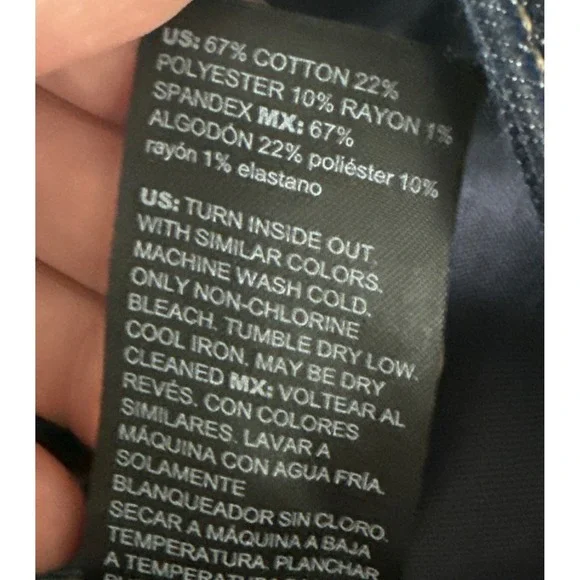 US: 67% COTTON 22%
POLYESTER 10% RAYON 1%
SPANDEX MX: 67%
ALGODÓN 22% poliéster 10%
rayón 1% elastano
US: TURN INSIDE OUT.
WITH SIMILAR COLORS.
MACHINE WASH COLD.
ONLY NON-CHLORINE
BLEACH. TUMBLE DRY LOW.
COOL IRON. MAY BE DRY
CLEANED MX: VOLTEAR AL
REVÉS. CON COLORES
SIMILARES. LAVAR A
MÁQUINA CON AGUA FRÍA.
SOLAMENTE
BLANQUEADOR SIN CLORO.
SECAR A MÁQUINA A BAJA
TEMPERATURA. PLANCHAR
A TEMPERATURA